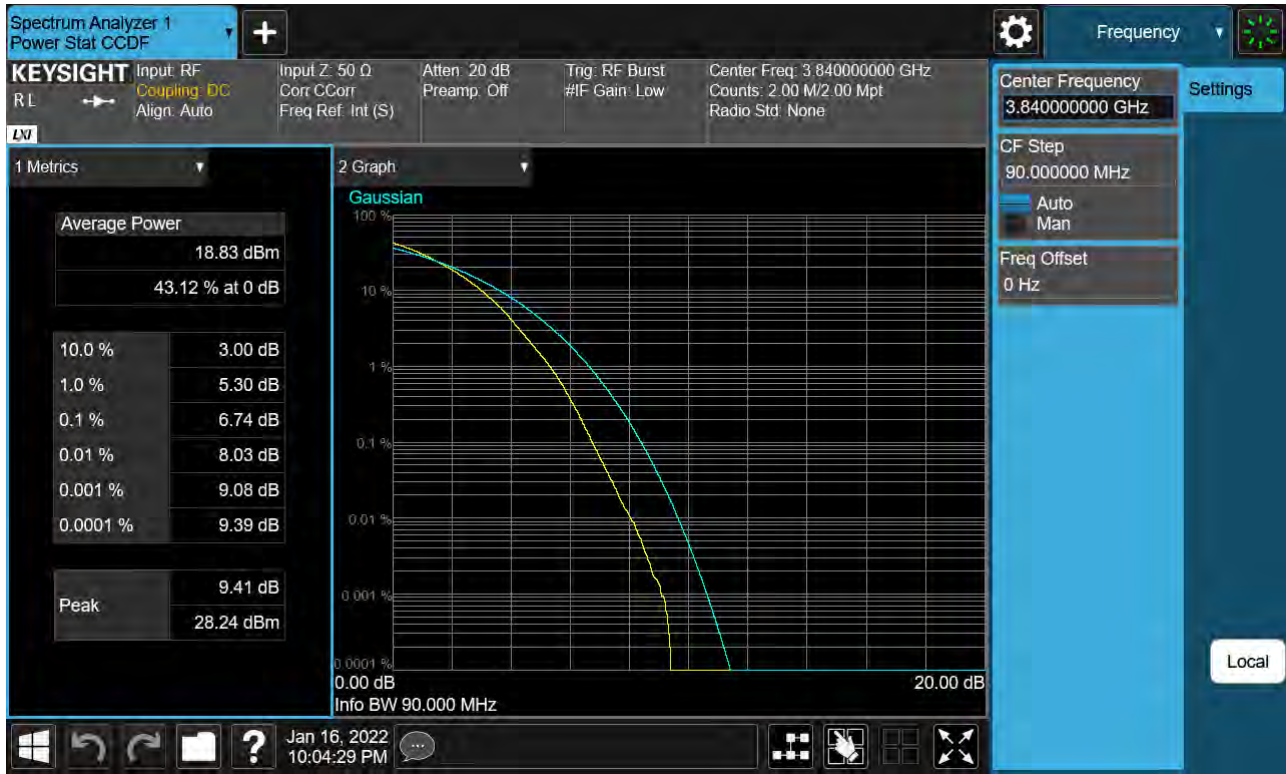 Spectrum Analyzer 1
Power Stat CCDF
Frequency
KEYSIGHT
RL
LXI
Input: RF
Coupling: DC
Align: Auto
Input Z: 50 Ω
Corr CCorr
Freq Ref: Int (S)
Atten: 20 dB
Preamp: Off
Trig: RF Burst
#IF Gain: Low
Center Freq: 3.840000000 GHz
Counts: 2.00 M/2.00 Mpt
Radio Std: None
Center Frequency
3.840000000 GHz
CF Step
90.000000 MHz
Auto
Man
Freq Offset
0 Hz
Settings
Local
1 Metrics
Average Power
18.83 dBm
43.12 % at 0 dB
10.0 % 3.00 dB
1.0 % 5.30 dB
0.1 % 6.74 dB
0.01 % 8.03 dB
0.001 % 9.08 dB
0.0001 % 9.39 dB
Peak
9.41 dB
28.24 dBm
2 Graph
Gaussian
100 %
10 %
1 %
0.1 %
0.01 %
0.001 %
0.0001 %
0.00 dB 20.00 dB
Info BW 90.000 MHz
?
Jan 16, 2022
10:04:29 PM